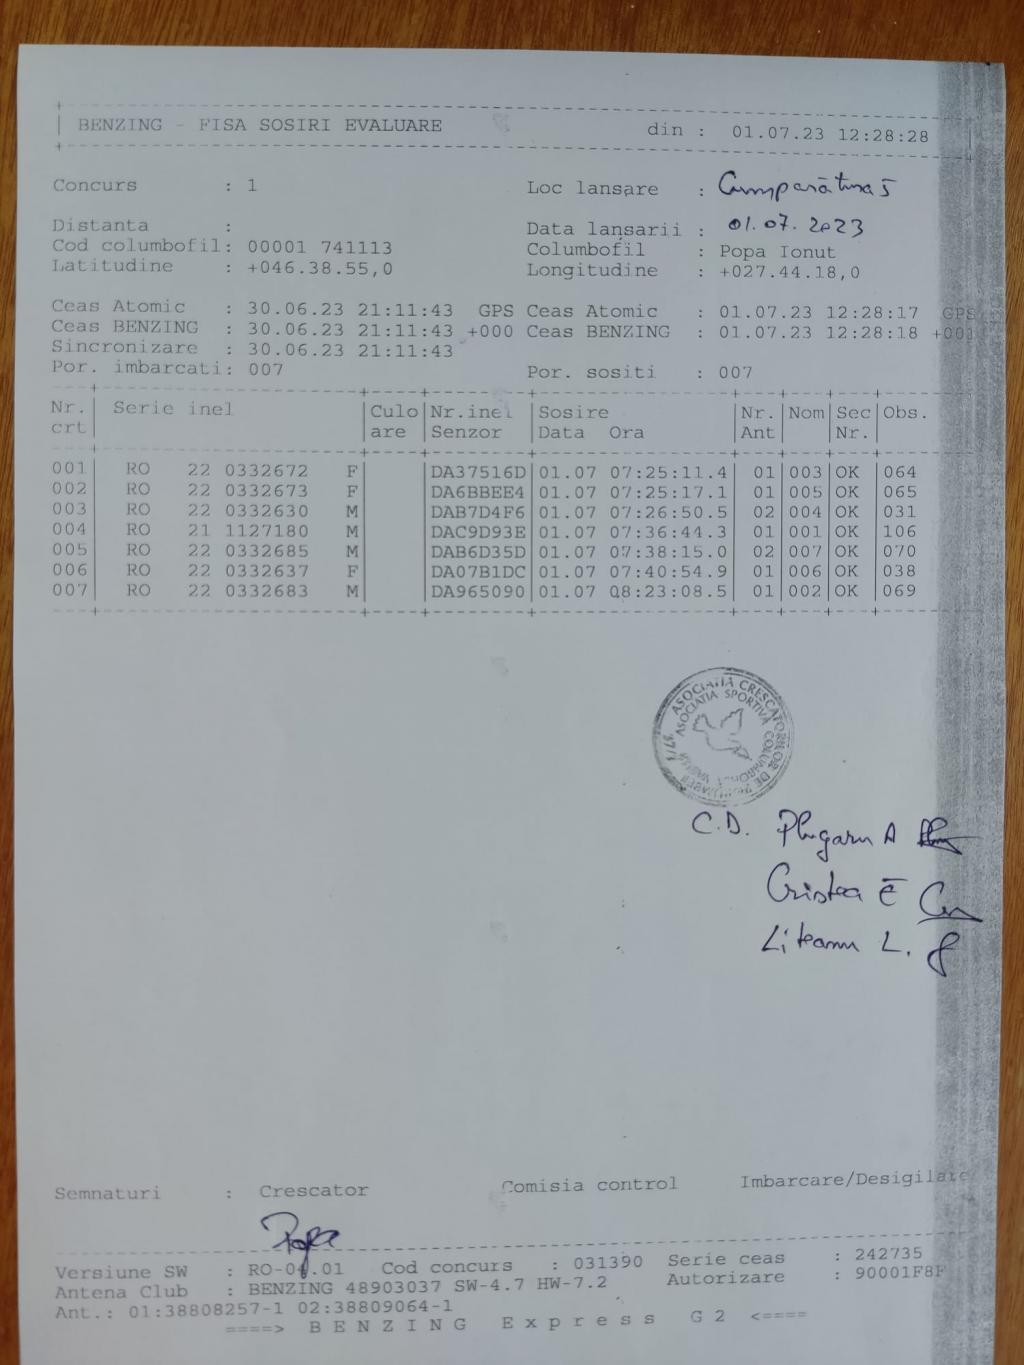 BENZING - FISA SOSIRI EVALUARE din : 01.07.23 12:28:28
Concurs : 1 Loc lansare :
Distanta : Data lansarii : 01.07.2023
Cod columbofil: 00001 741113 Columbofil : Popa Ionut
Latitudine : +046.38.55,0 Longitudine : +027.44.18,0
Ceas Atomic : 30.06.23 21:11:43 GPS Ceas Atomic : 01.07.23 12:28:17 GPS
Ceas BENZING : 30.06.23 21:11:43 +000 Ceas BENZING : 01.07.23 12:28:18 +001
Sincronizare : 30.06.23 21:11:43
Por. imbarcati: 007 Por. sositi : 007
Nr. Serie inel Culo Nr.inel Sosire Nr. Nom Sec Obs.
crt are Senzor Data Ora Ant Nr.
001 RO 22 0332672 F DA37516D 01.07 07:25:11.4 01 003 OK 064
002 RO 22 0332673 F DA6BBEE4 01.07 07:25:17.1 01 005 OK 065
003 RO 22 0332630 M DAB7D4F6 01.07 07:26:50.5 02 004 OK 031
004 RO 21 1127180 M DAC9D93E 01.07 07:36:44.3 01 001 OK 106
005 RO 22 0332685 M DAB6D35D 01.07 07:38:15.0 02 007 OK 070
006 RO 22 0332637 F DA07B1DC 01.07 07:40:54.9 01 006 OK 038
007 RO 22 0332683 M DA965090 01.07 08:23:08.5 01 002 OK 069
ASOCIATIA CRESCATORILOR DE
ASOCIATIA SPORTIVA
C.D. Plugaru A
Cristea E
Liteanu L.
Semnaturi : Crescator Comisia control Imbarcare/Desigilare
Popa
Versiune SW : RO-04.01 Cod concurs : 031390 Serie ceas : 242735
Antena Club : BENZING 48903037 SW-4.7 HW-7.2 Autorizare : 90001F8F
Ant.: 01:38808257-1 02:38809064-1
====> BENZING Express G2 <====